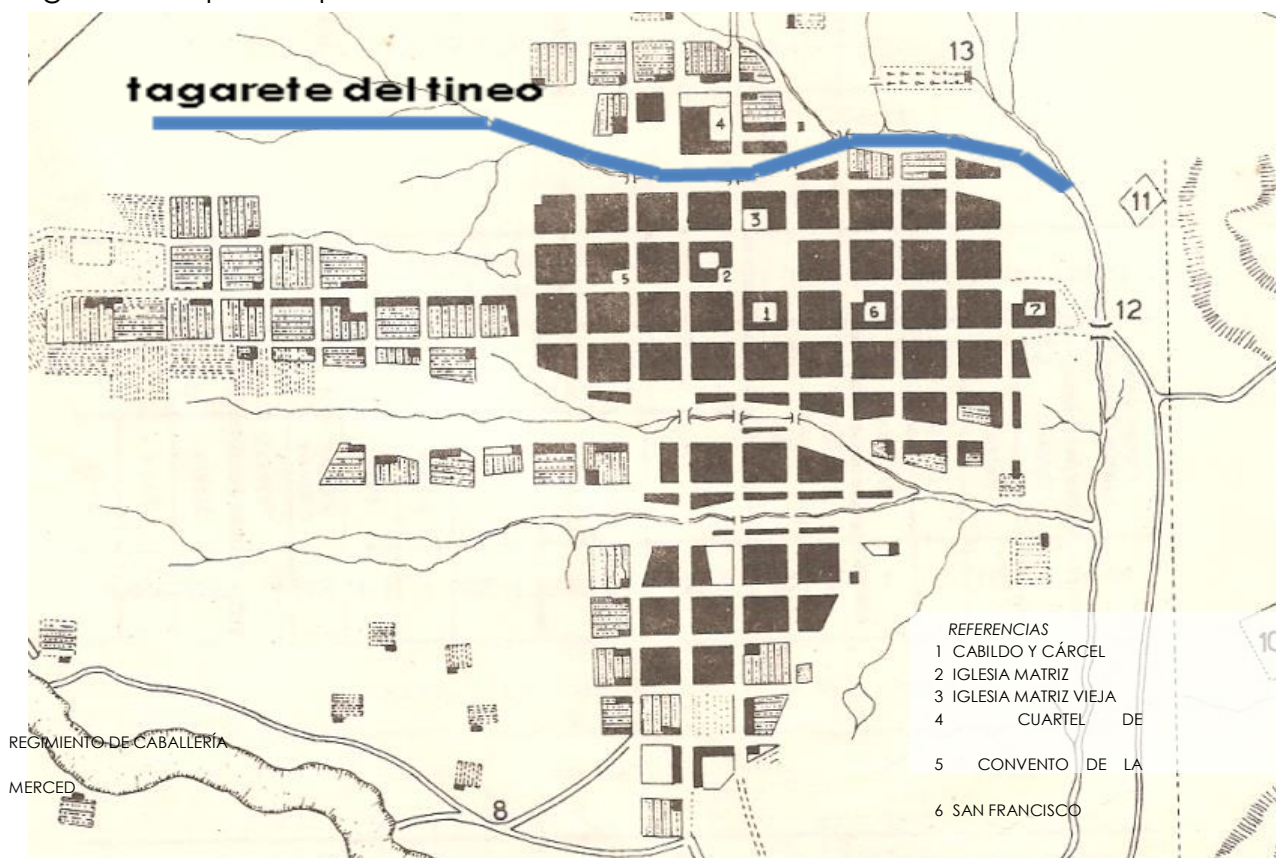 tagarete del tineo
13
4
11
3
5
2
1
6
7
12
10
8
REFERENCIAS
1 CABILDO Y CÁRCEL
2 IGLESIA MATRIZ
3 IGLESIA MATRIZ VIEJA
4 CUARTEL DE
REGIMIENTO DE CABALLERÍA
5 CONVENTO DE LA
MERCED
6 SAN FRANCISCO